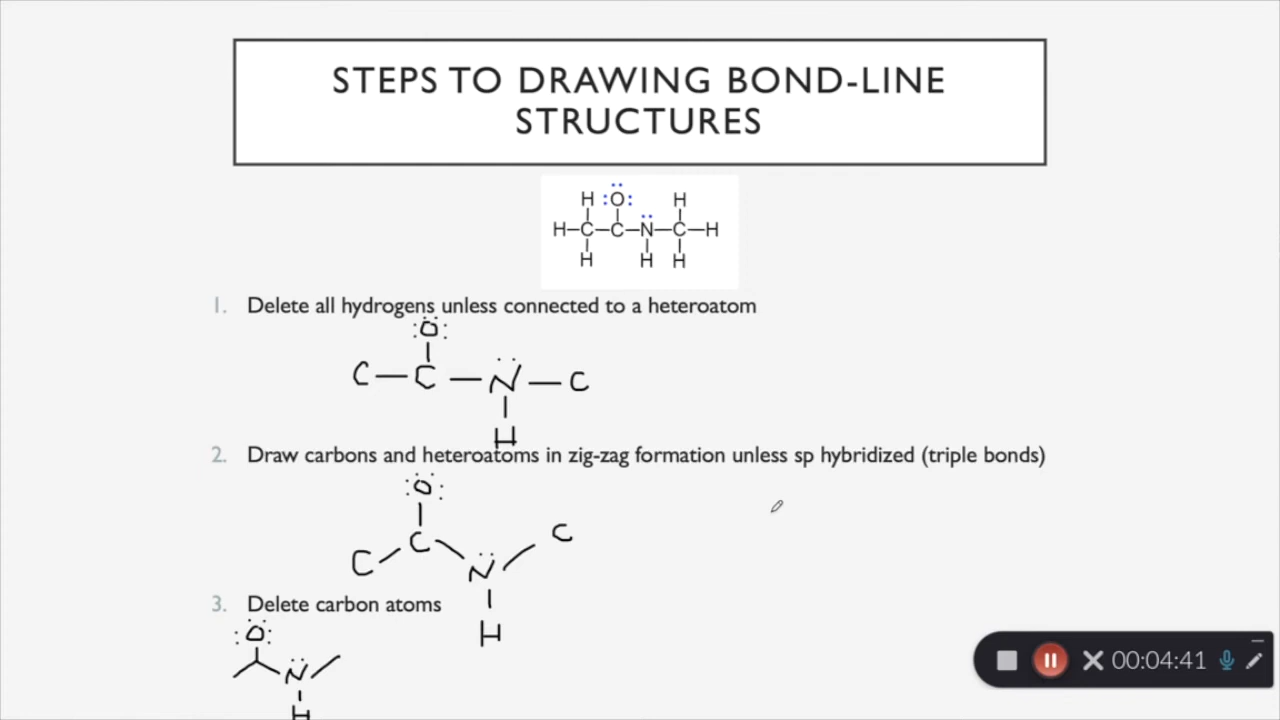 STEPS TO DRAWING BOND-LINE
STRUCTURES
H :Ö: H
H–C–C–N̈–C–H
H H H
1. Delete all hydrogens unless connected to a heteroatom
:Ö:
C — C — N̈ — C
H
2. Draw carbons and heteroatoms in zig-zag formation unless sp hybridized (triple bonds)
:Ö:
C C N̈ C
H
3. Delete carbon atoms
:Ö:
N̈
H
00:04:41